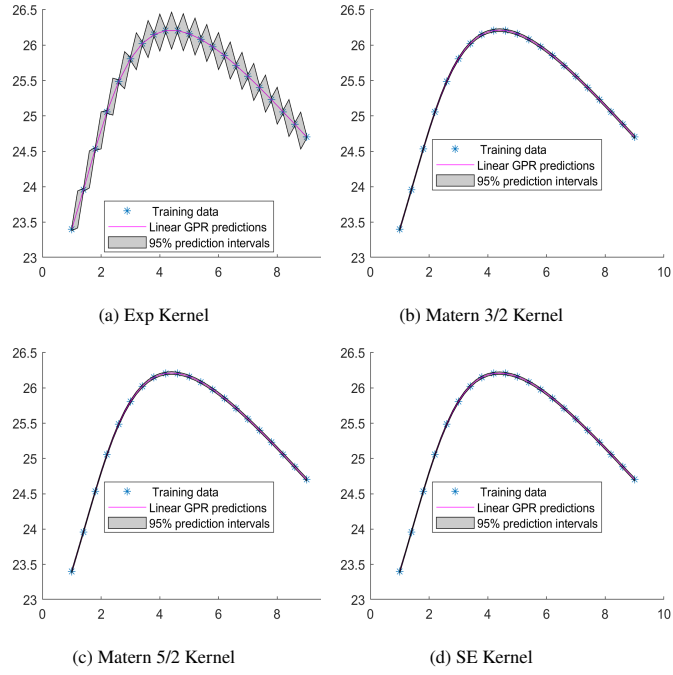 26.5
26
25.5
25
24.5
24
23.5
23
0 2 4 6 8
Training data
Linear GPR predictions
95% prediction intervals
(a) Exp Kernel
26.5
26
25.5
25
24.5
24
23.5
23
0 2 4 6 8 10
Training data
Linear GPR predictions
95% prediction intervals
(b) Matern 3/2 Kernel
26.5
26
25.5
25
24.5
24
23.5
23
0 2 4 6 8
Training data
Linear GPR predictions
95% prediction intervals
(c) Matern 5/2 Kernel
26.5
26
25.5
25
24.5
24
23.5
23
0 2 4 6 8 10
Training data
Linear GPR predictions
95% prediction intervals
(d) SE Kernel